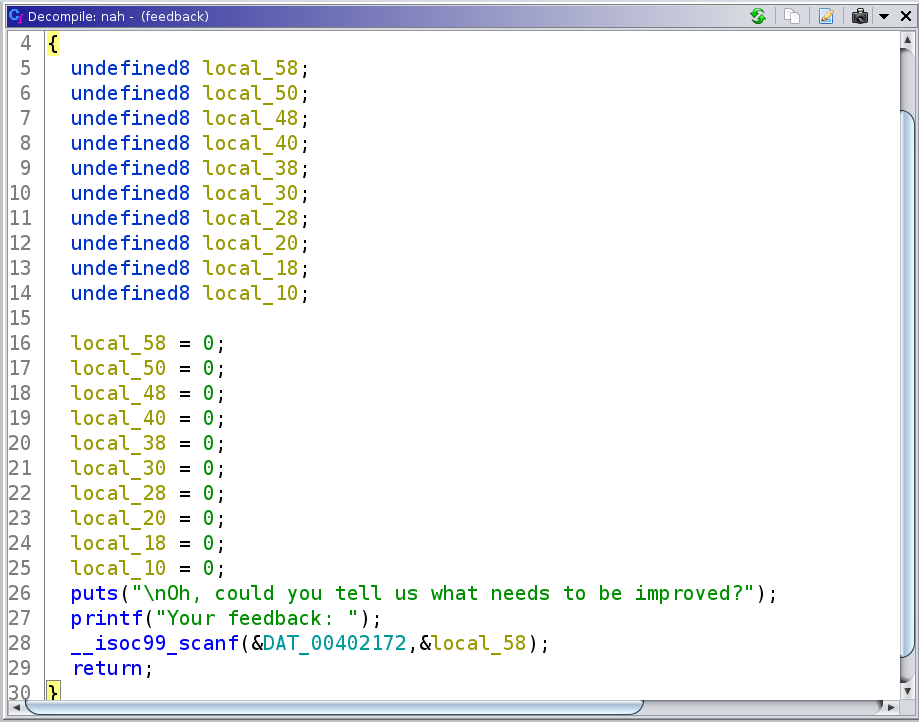 Decompile: nah - (feedback)
4 {
5 undefined8 local_58;
6 undefined8 local_50;
7 undefined8 local_48;
8 undefined8 local_40;
9 undefined8 local_38;
10 undefined8 local_30;
11 undefined8 local_28;
12 undefined8 local_20;
13 undefined8 local_18;
14 undefined8 local_10;
15
16 local_58 = 0;
17 local_50 = 0;
18 local_48 = 0;
19 local_40 = 0;
20 local_38 = 0;
21 local_30 = 0;
22 local_28 = 0;
23 local_20 = 0;
24 local_18 = 0;
25 local_10 = 0;
26 puts("\nOh, could you tell us what needs to be improved?");
27 printf("Your feedback: ");
28 __isoc99_scanf(&DAT_00402172,&local_58);
29 return;
30 }